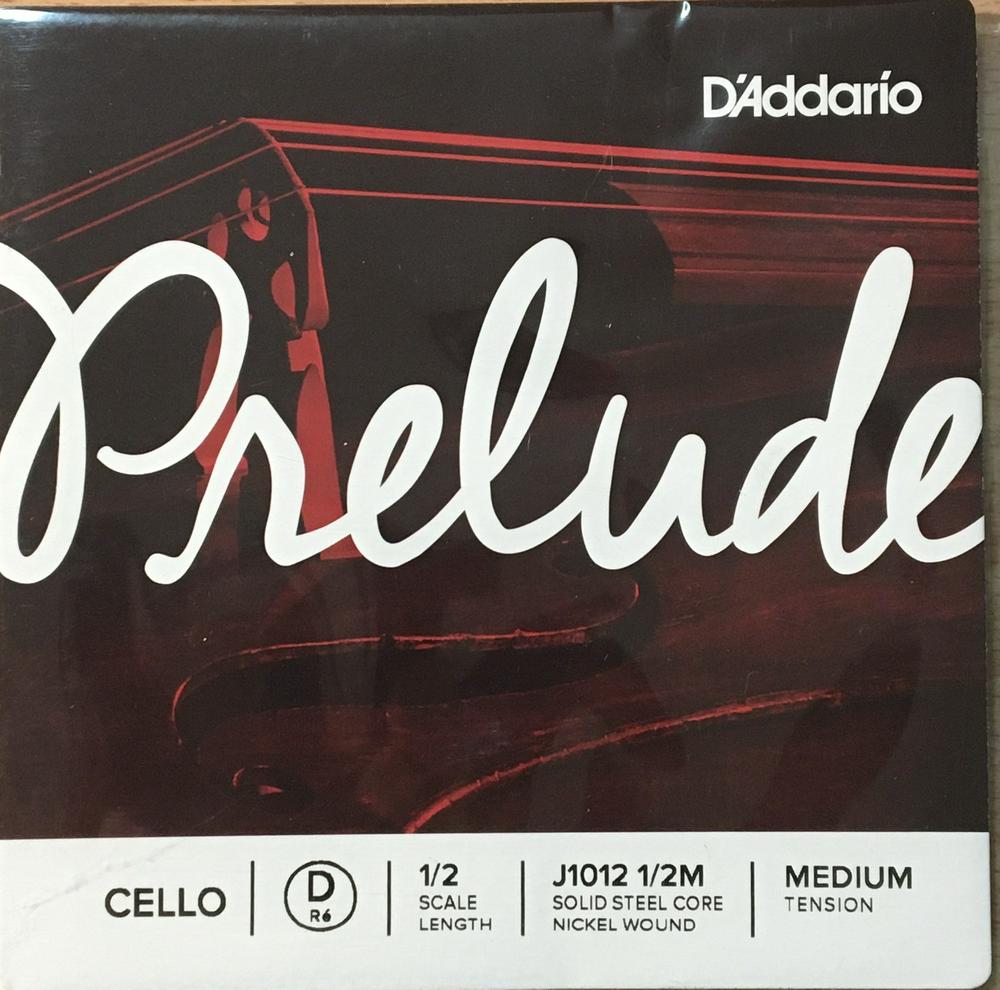 D'Addario
Prelude
CELLO
D
R6
1/2
SCALE
LENGTH
J1012 1/2M
SOLID STEEL CORE
NICKEL WOUND
MEDIUM
TENSION